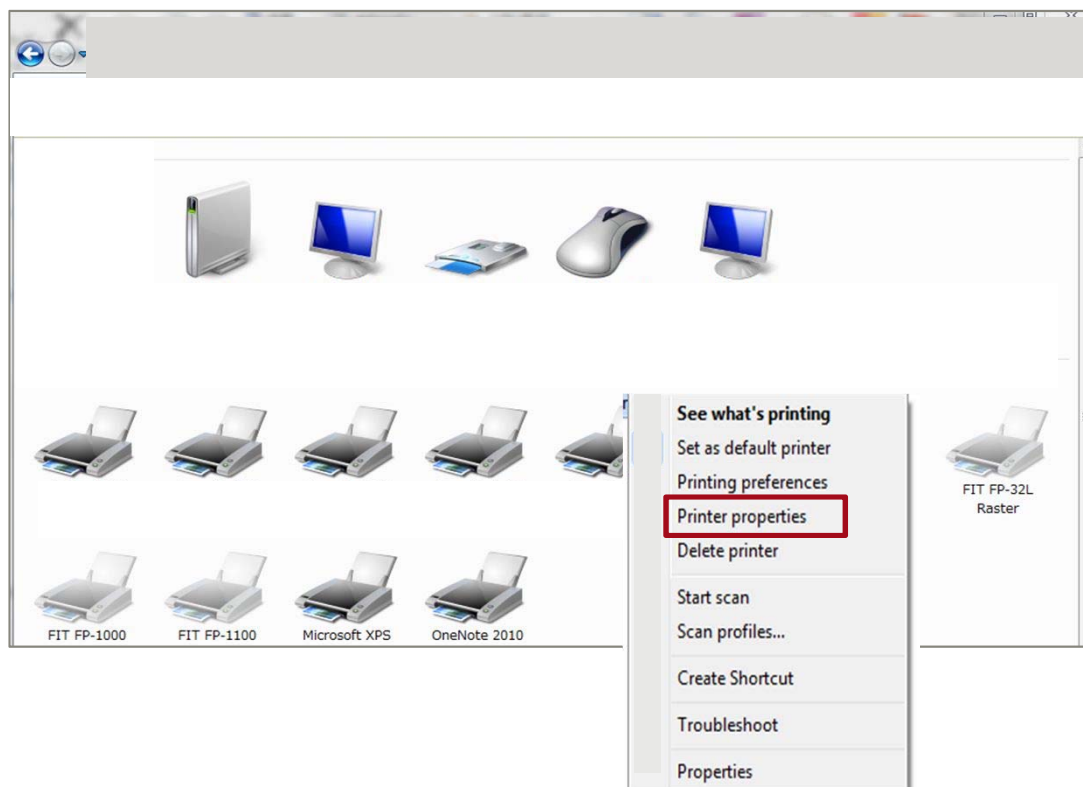 See what's printing
Set as default printer
Printing preferences
FIT FP-32L
Raster
Printer properties
Delete printer
Start scan
Scan profiles...
FIT FP-1000
FIT FP-1100
Microsoft XPS
OneNote 2010
Create Shortcut
Troubleshoot
Properties